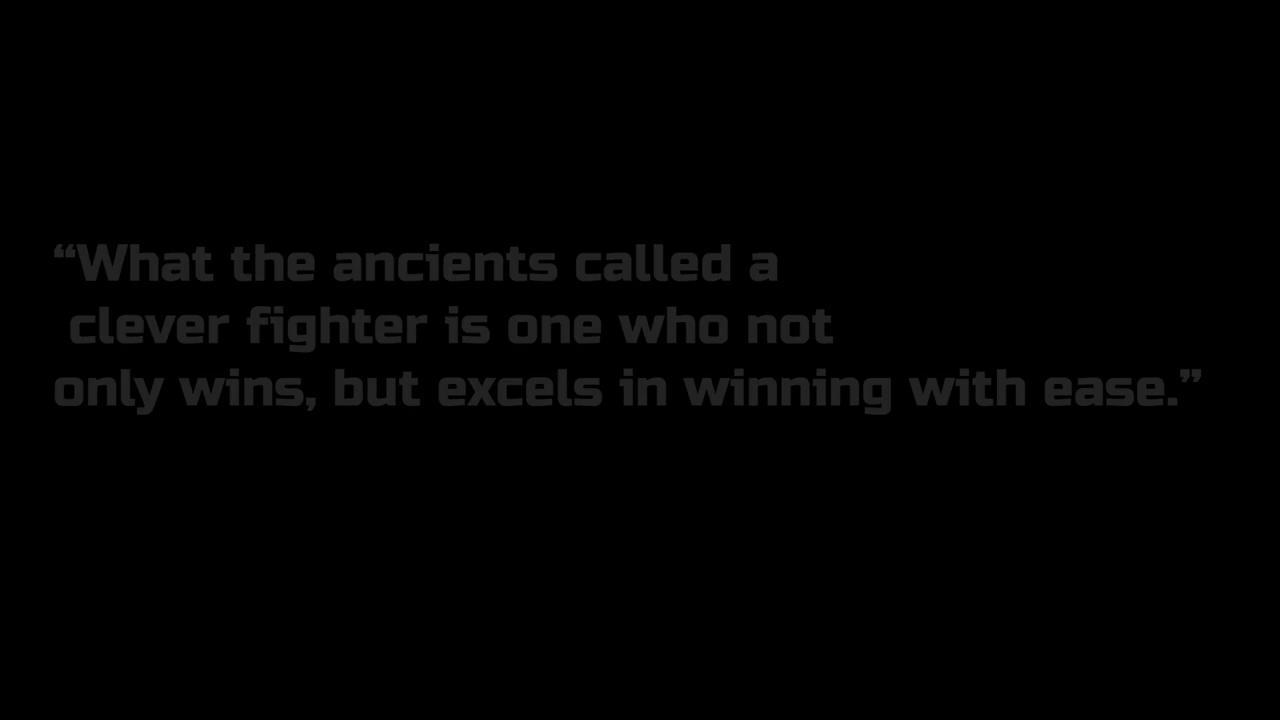 “What the ancients called a
clever fighter is one who not
only wins, but excels in winning with ease.”